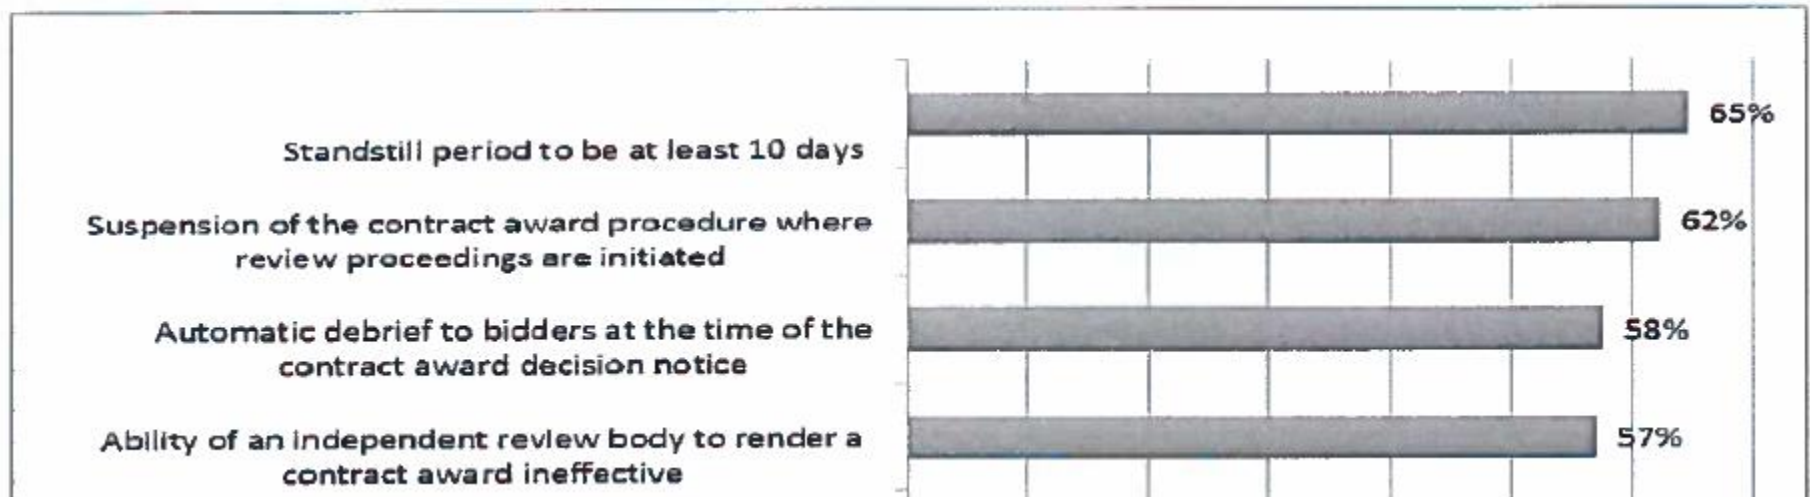 65%
Standstill period to be at least 10 days
Suspension of the contract award procedure where
review proceedings are initiated
62%
Automatic debrief to bidders at the time of the
contract award decision notice
58%
Ability of an independent review body to render a
contract award ineffective
57%